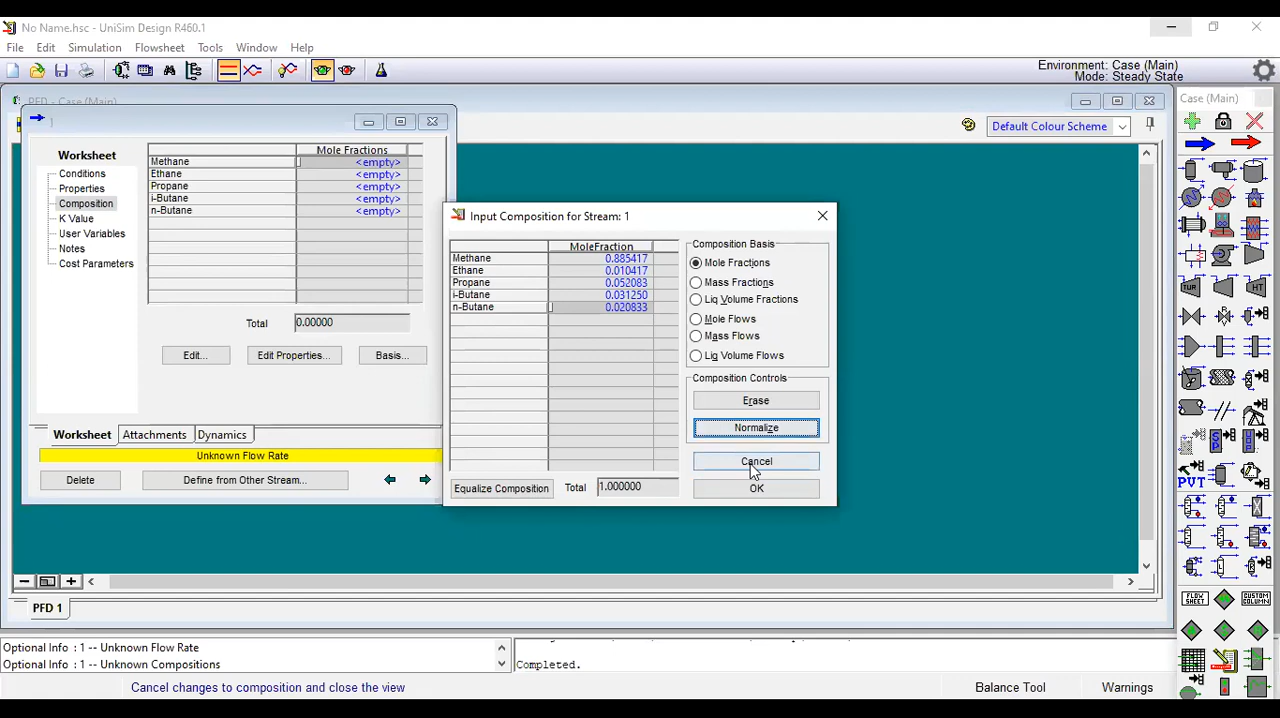 No Name.hsc - UniSim Design R460.1
File Edit Simulation Flowsheet Tools Window Help
Environment: Case (Main)
Mode: Steady State
PFD - Case (Main)
Default Colour Scheme
Case (Main)
1
Worksheet
Conditions
Properties
Composition
K Value
User Variables
Notes
Cost Parameters
Mole Fractions
Methane <empty>
Ethane <empty>
Propane <empty>
i-Butane <empty>
n-Butane <empty>
Total 0.00000
Edit... Edit Properties... Basis...
Worksheet Attachments Dynamics
Unknown Flow Rate
Delete Define from Other Stream...
Input Composition for Stream: 1
MoleFraction
Methane 0.885417
Ethane 0.010417
Propane 0.052083
i-Butane 0.031250
n-Butane 0.020833
Equalize Composition Total 1.000000
Composition Basis
Mole Fractions
Mass Fractions
Liq Volume Fractions
Mole Flows
Mass Flows
Liq Volume Flows
Composition Controls
Erase
Normalize
Cancel
OK
TUR HT
PVT
FLOW SHEET CUSTOM COLUMN
PFD 1
Optional Info : 1 -- Unknown Flow Rate
Optional Info : 1 -- Unknown Compositions
Completed.
Cancel changes to composition and close the view
Balance Tool Warnings